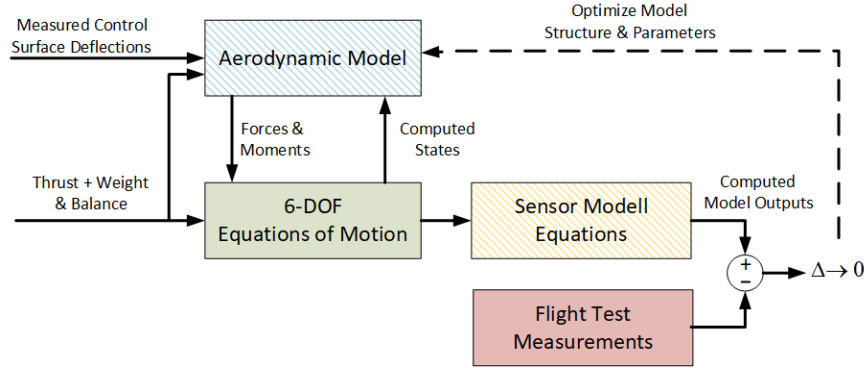 Measured Control
Surface Deflections
Aerodynamic Model
Optimize Model
Structure & Parameters
Forces &
Moments
Computed
States
Thrust + Weight
& Balance
6-DOF
Equations of Motion
Sensor Modell
Equations
Computed
Model Outputs
+
−
Δ→0
Flight Test
Measurements